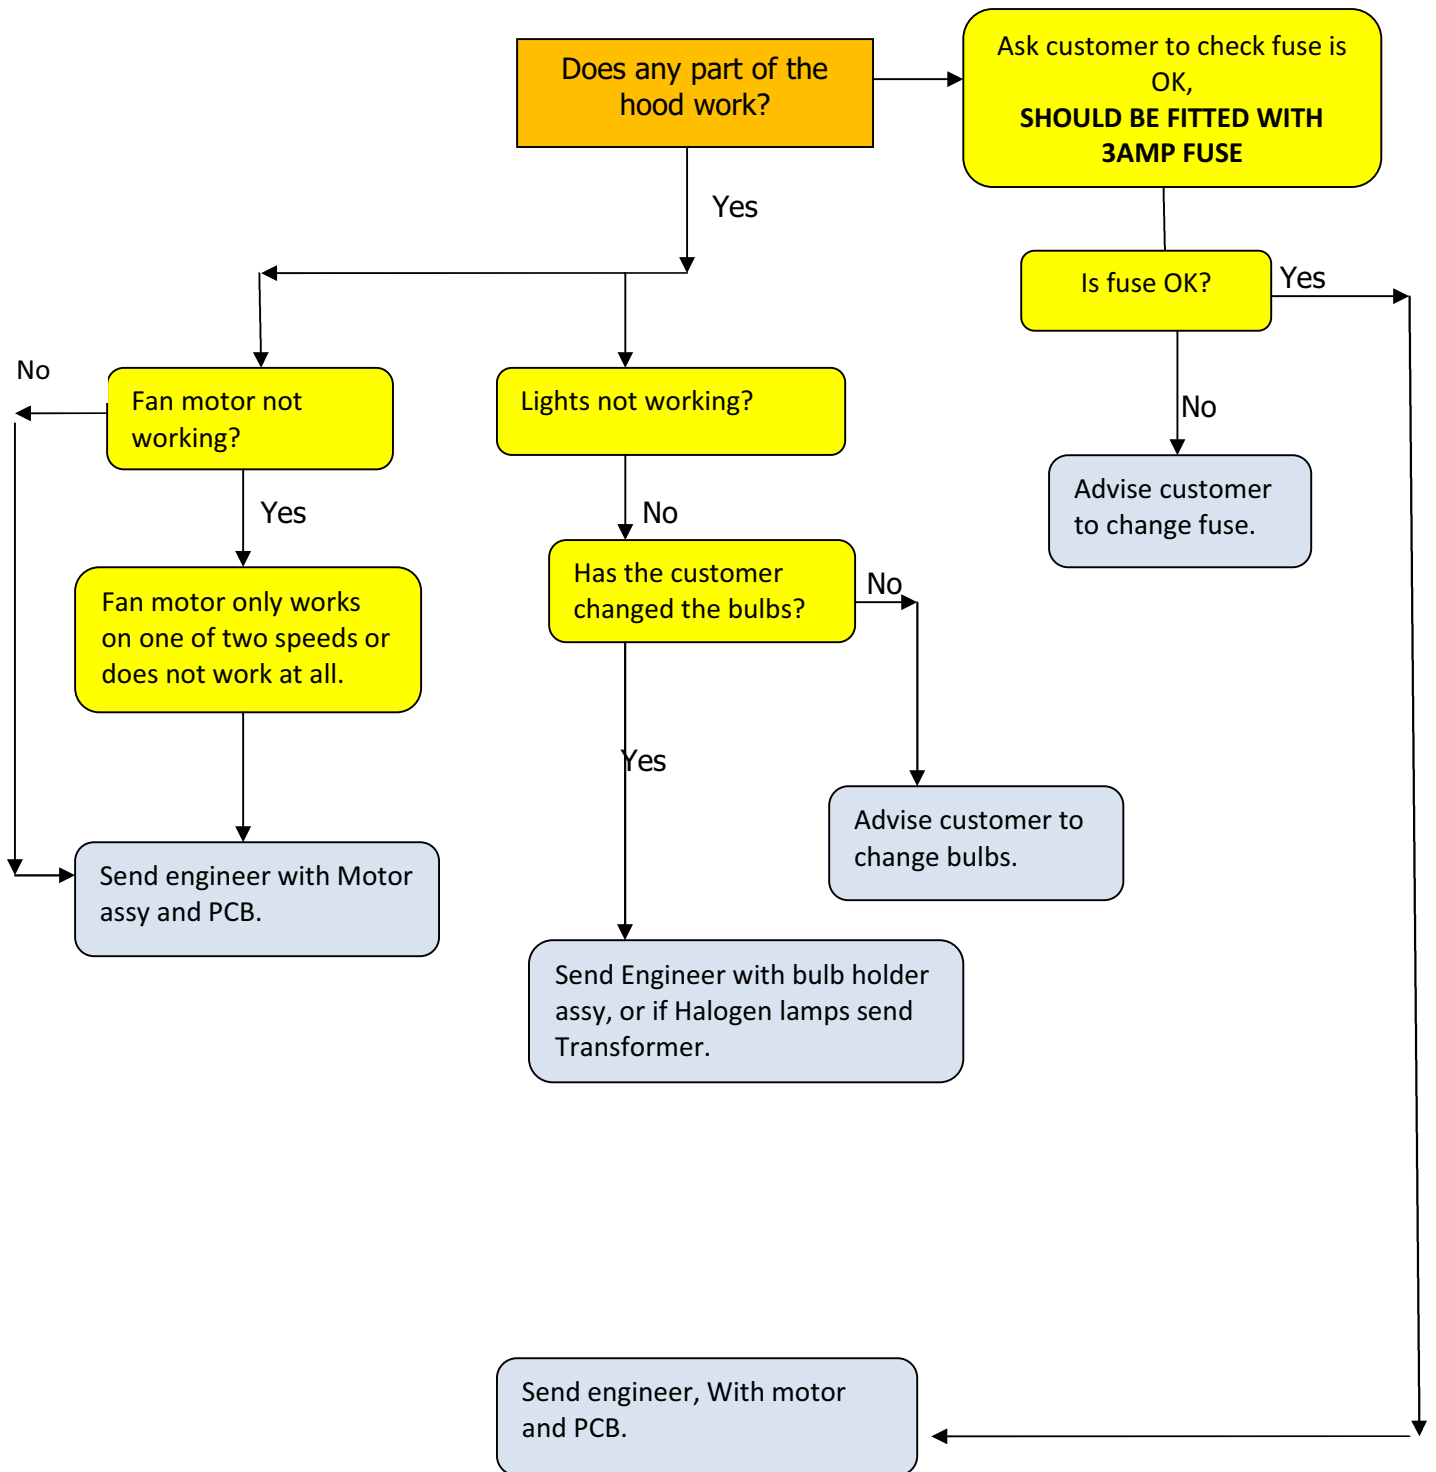 Does any part of the
hood work?
Ask customer to check fuse is
OK,
SHOULD BE FITTED WITH
3AMP FUSE
Yes
Is fuse OK?
Yes
No
Fan motor not
working?
Lights not working?
No
Advise customer
to change fuse.
Yes
No
Has the customer
changed the bulbs?
No
Fan motor only works
on one of two speeds or
does not work at all.
Yes
Advise customer to
change bulbs.
Send engineer with Motor
assy and PCB.
Send Engineer with bulb holder
assy, or if Halogen lamps send
Transformer.
Send engineer, With motor
and PCB.